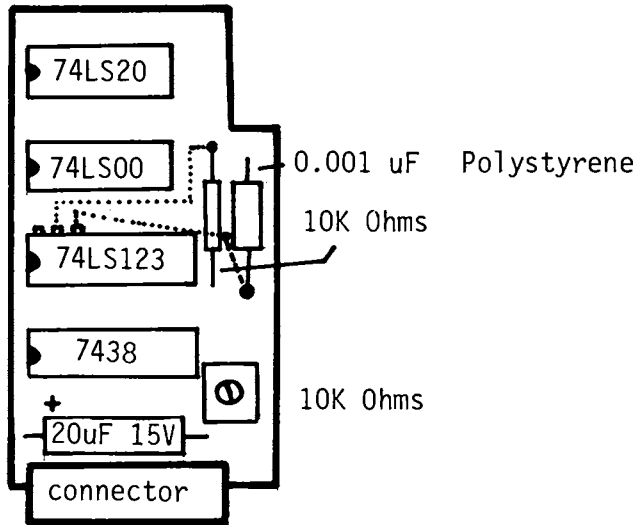 74LS20
74LS00
0.001 uF Polystyrene
10K Ohms
74LS123
7438
10K Ohms
+
20uF 15V
connector